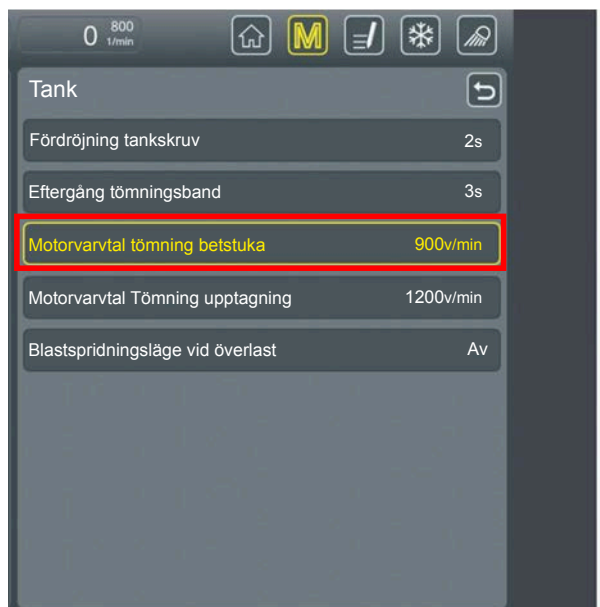 0 800 1/min M
Tank
Fördröjning tankskruv 2s
Eftergång tömningsband 3s
Motorvarvtal tömning betstuka 900v/min
Motorvarvtal Tömning upptagning 1200v/min
Blastspridningsläge vid överlast Av